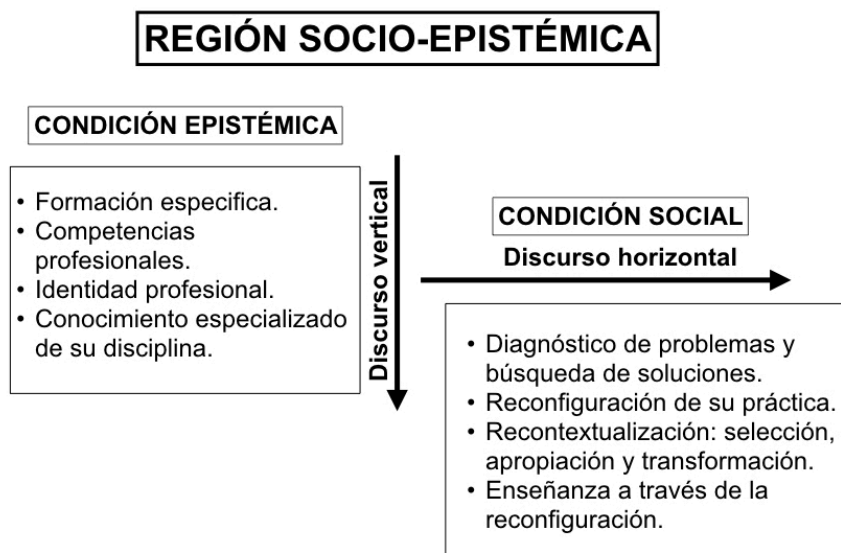 REGIÓN SOCIO-EPISTÉMICA
CONDICIÓN EPISTÉMICA
• Formación especifica.
• Competencias
profesionales.
• Identidad profesional.
• Conocimiento especializado
de su disciplina.
Discurso vertical
CONDICIÓN SOCIAL
Discurso horizontal
• Diagnóstico de problemas y
búsqueda de soluciones.
• Reconfiguración de su práctica.
• Recontextualización: selección,
apropiación y transformación.
• Enseñanza a través de la
reconfiguración.